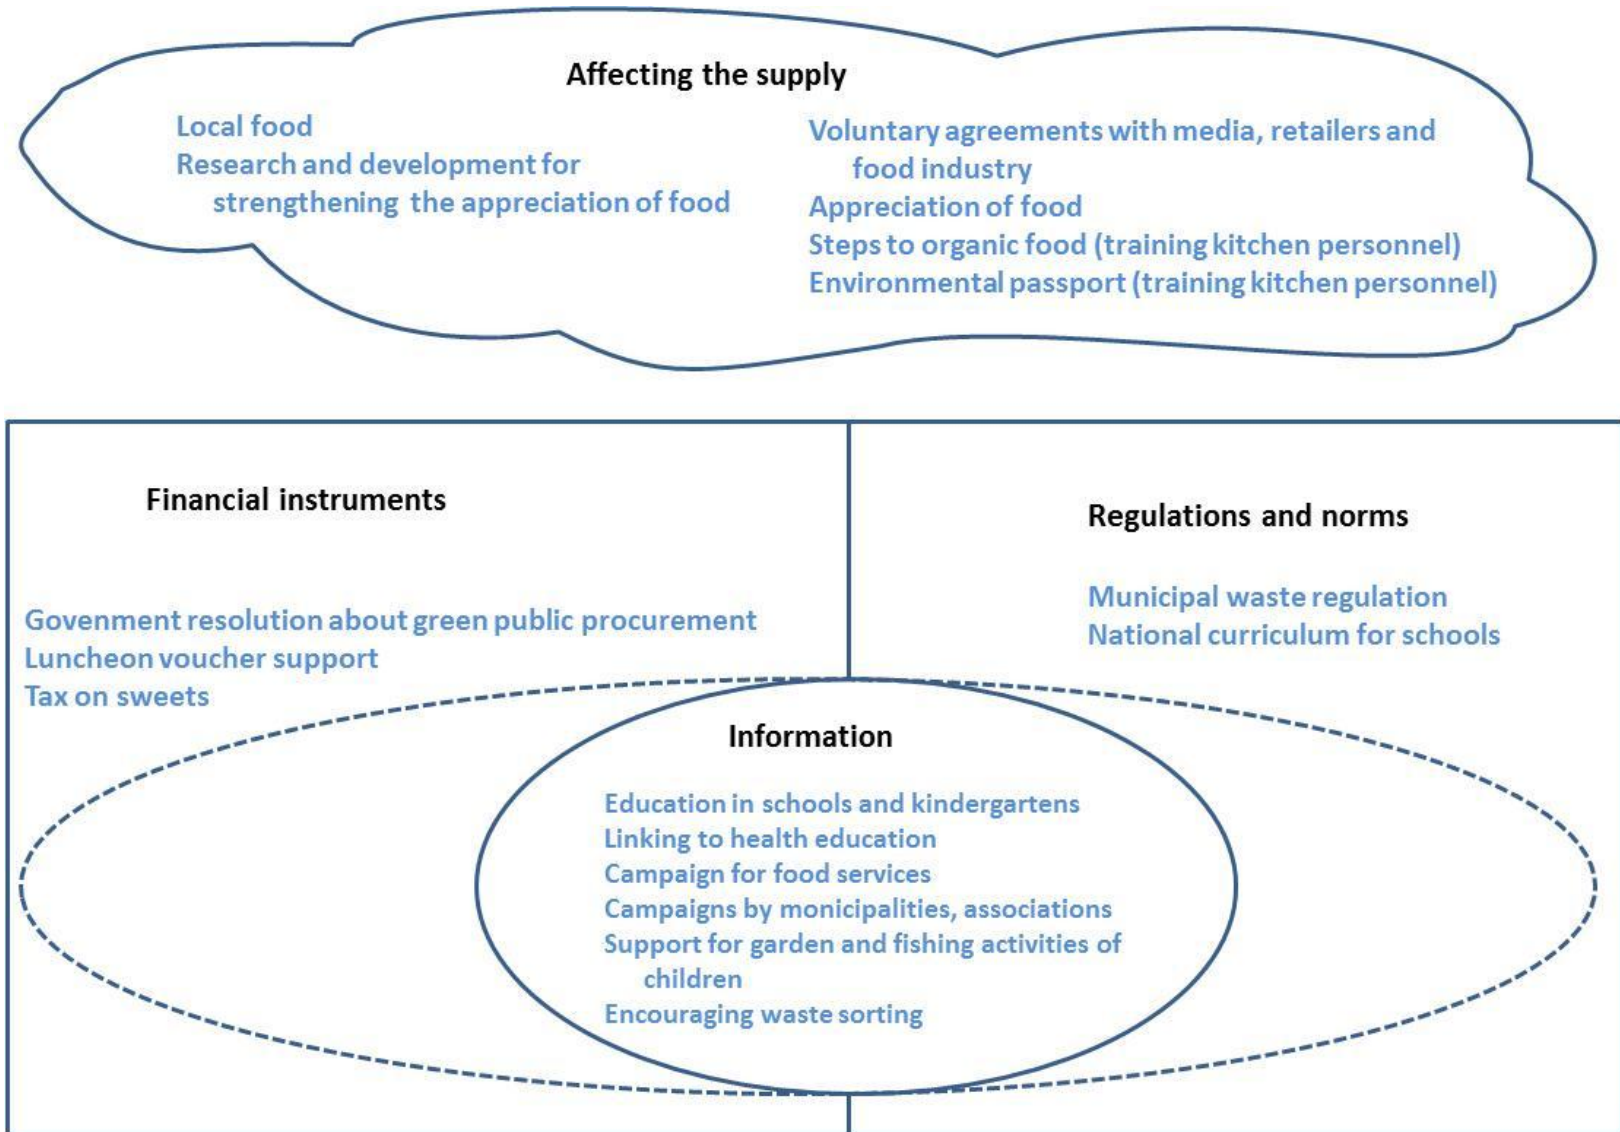 Affecting the supply
Local food
Research and development for
strengthening the appreciation of food
Voluntary agreements with media, retailers and
food industry
Appreciation of food
Steps to organic food (training kitchen personnel)
Environmental passport (training kitchen personnel)
Financial instruments
Govenment resolution about green public procurement
Luncheon voucher support
Tax on sweets
Regulations and norms
Municipal waste regulation
National curriculum for schools
Information
Education in schools and kindergartens
Linking to health education
Campaign for food services
Campaigns by monicipalities, associations
Support for garden and fishing activities of
children
Encouraging waste sorting